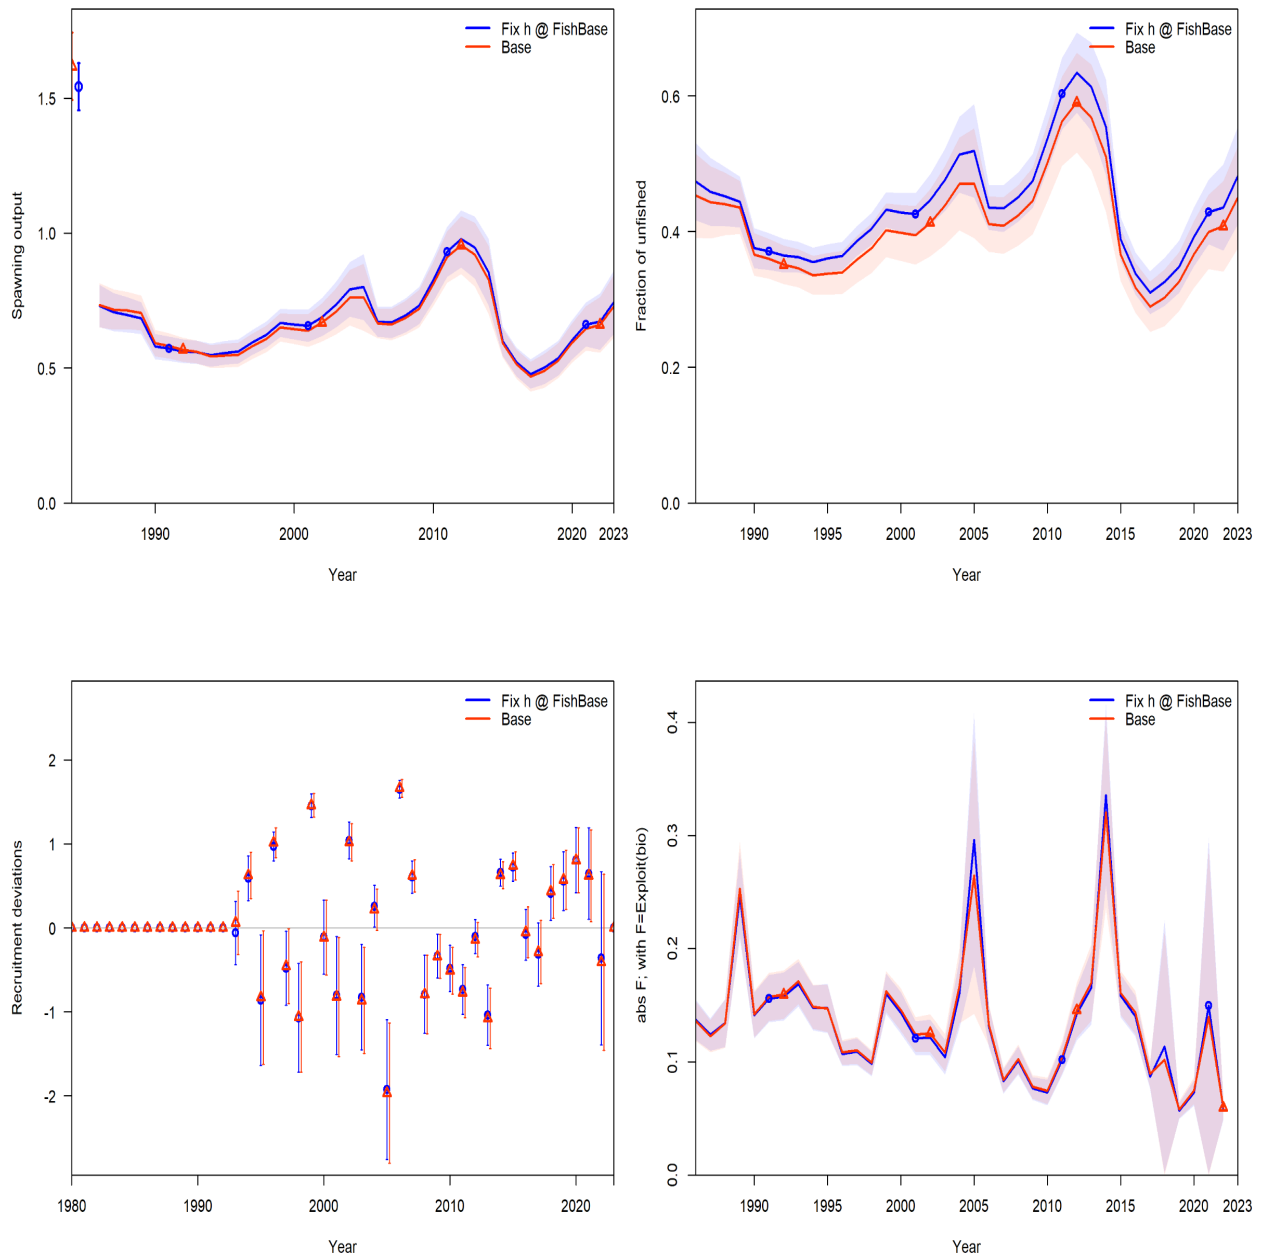 Fix h @ FishBase
Base
Spawning output
1.5
1.0
0.5
0.0
1990
2000
2010
2020
2023
Year
Fix h @ FishBase
Base
Fraction of unfished
0.6
0.4
0.2
0.0
1990
1995
2000
2005
2010
2015
2020
2023
Year
Fix h @ FishBase
Base
Recruitment deviations
2
1
0
-1
-2
1980
1990
2000
2010
2020
Year
Fix h @ FishBase
Base
abs F; with F=Exploit(bio)
0.4
0.3
0.2
0.1
0.0
1990
1995
2000
2005
2010
2015
2020
2023
Year